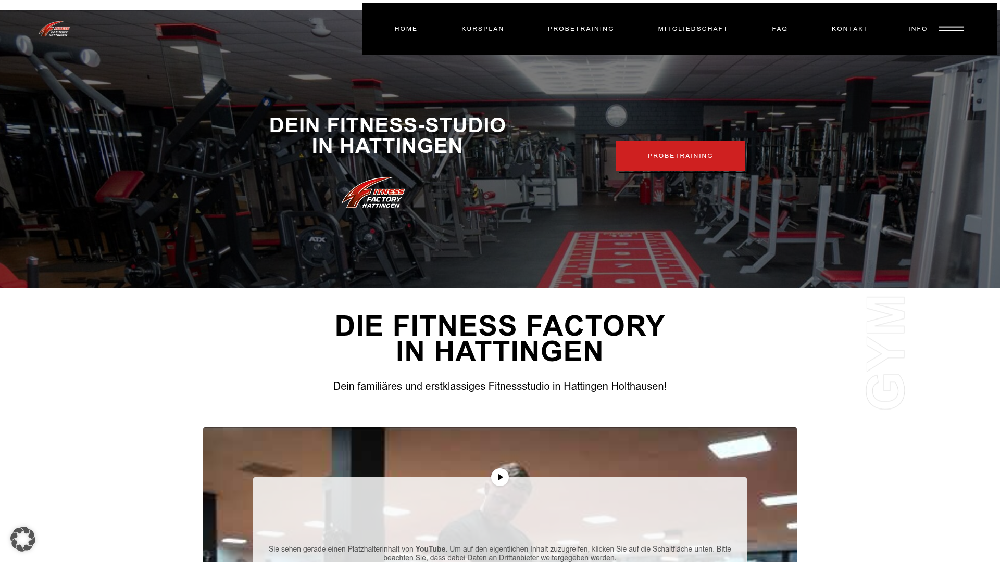 FITNESS
FACTORY
HATTINGEN
HOME
KURSPLAN
PROBETRAINING
MITGLIEDSCHAFT
FAQ
KONTAKT
INFO
DEIN FITNESS-STUDIO
IN HATTINGEN
PROBETRAINING
FITNESS
FACTORY
HATTINGEN
ATX
7
6
DIE FITNESS FACTORY
IN HATTINGEN
GYM
Dein familiäres und erstklassiges Fitnessstudio in Hattingen Holthausen!
Sie sehen gerade einen Platzhalterinhalt von YouTube. Um auf den eigentlichen Inhalt zuzugreifen, klicken Sie auf die Schaltfläche unten. Bitte
beachten Sie, dass dabei Daten an Drittanbieter weitergegeben werden.